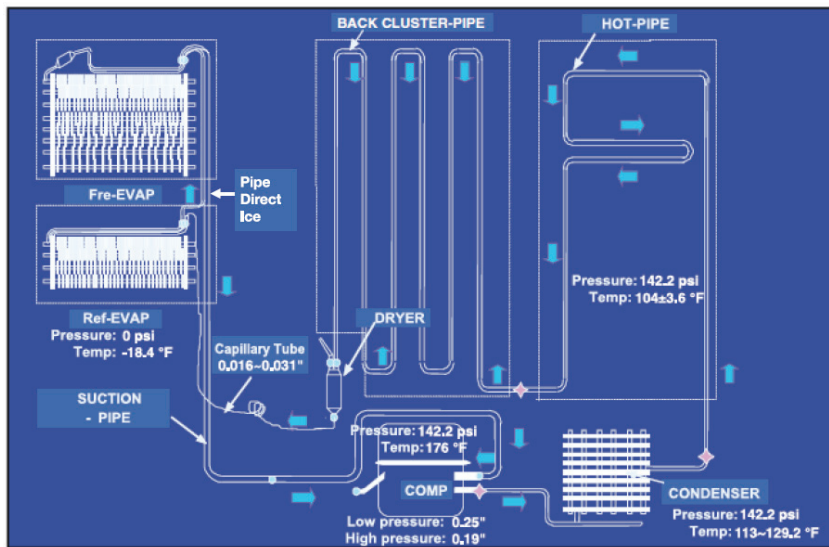 BACK CLUSTER-PIPE
HOT-PIPE
Fre-EVAP
Pipe
Direct
Ice
Ref-EVAP
Pressure: 0 psi
Temp: -18.4 °F
Capillary Tube
0.016~0.031"
DRYER
Pressure: 142.2 psi
Temp: 104±3.6 °F
SUCTION
- PIPE
Pressure: 142.2 psi
Temp: 176 °F
COMP
Low pressure: 0.25"
High pressure: 0.19"
CONDENSER
Pressure: 142.2 psi
Temp: 113~129.2 °F